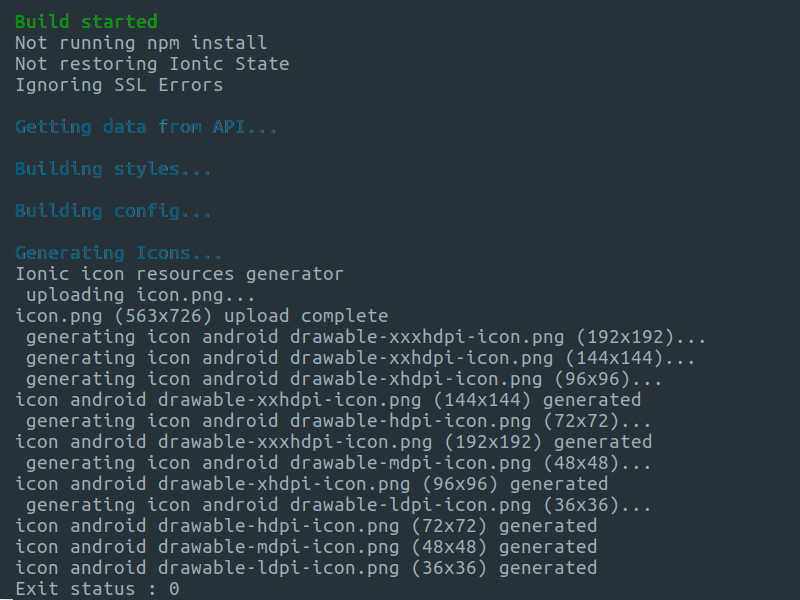 Build started
Not running npm install
Not restoring Ionic State
Ignoring SSL Errors
Getting data from API...
Building styles...
Building config...
Generating Icons...
Ionic icon resources generator
uploading icon.png...
icon.png (563x726) upload complete
generating icon android drawable-xxxhdpi-icon.png (192x192)...
generating icon android drawable-xxhdpi-icon.png (144x144)...
generating icon android drawable-xhdpi-icon.png (96x96)...
icon android drawable-xxhdpi-icon.png (144x144) generated
generating icon android drawable-hdpi-icon.png (72x72)...
icon android drawable-xxxhdpi-icon.png (192x192) generated
generating icon android drawable-mdpi-icon.png (48x48)...
icon android drawable-xhdpi-icon.png (96x96) generated
generating icon android drawable-ldpi-icon.png (36x36)...
icon android drawable-hdpi-icon.png (72x72) generated
icon android drawable-mdpi-icon.png (48x48) generated
icon android drawable-ldpi-icon.png (36x36) generated
Exit status : 0